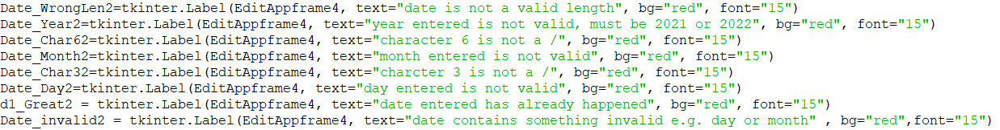 Date_WrongLen2=tkinter.Label(EditAppframe4, text="date is not a valid length", bg="red", font="15")
Date_Year2=tkinter.Label(EditAppframe4, text="year entered is not valid, must be 2021 or 2022", bg="red", font="15")
Date_Char62=tkinter.Label(EditAppframe4, text="character 6 is not a /", bg="red", font="15")
Date_Month2=tkinter.Label(EditAppframe4, text="month entered is not valid", bg="red", font="15")
Date_Char32=tkinter.Label(EditAppframe4, text="charcter 3 is not a /", bg="red", font="15")
Date_Day2=tkinter.Label(EditAppframe4, text="day entered is not valid", bg="red", font="15")
d1_Great2 = tkinter.Label(EditAppframe4, text="date entered has already happened", bg="red", font="15")
Date_invalid2 = tkinter.Label(EditAppframe4, text="date contains something invalid e.g. day or month" , bg="red",font="15")